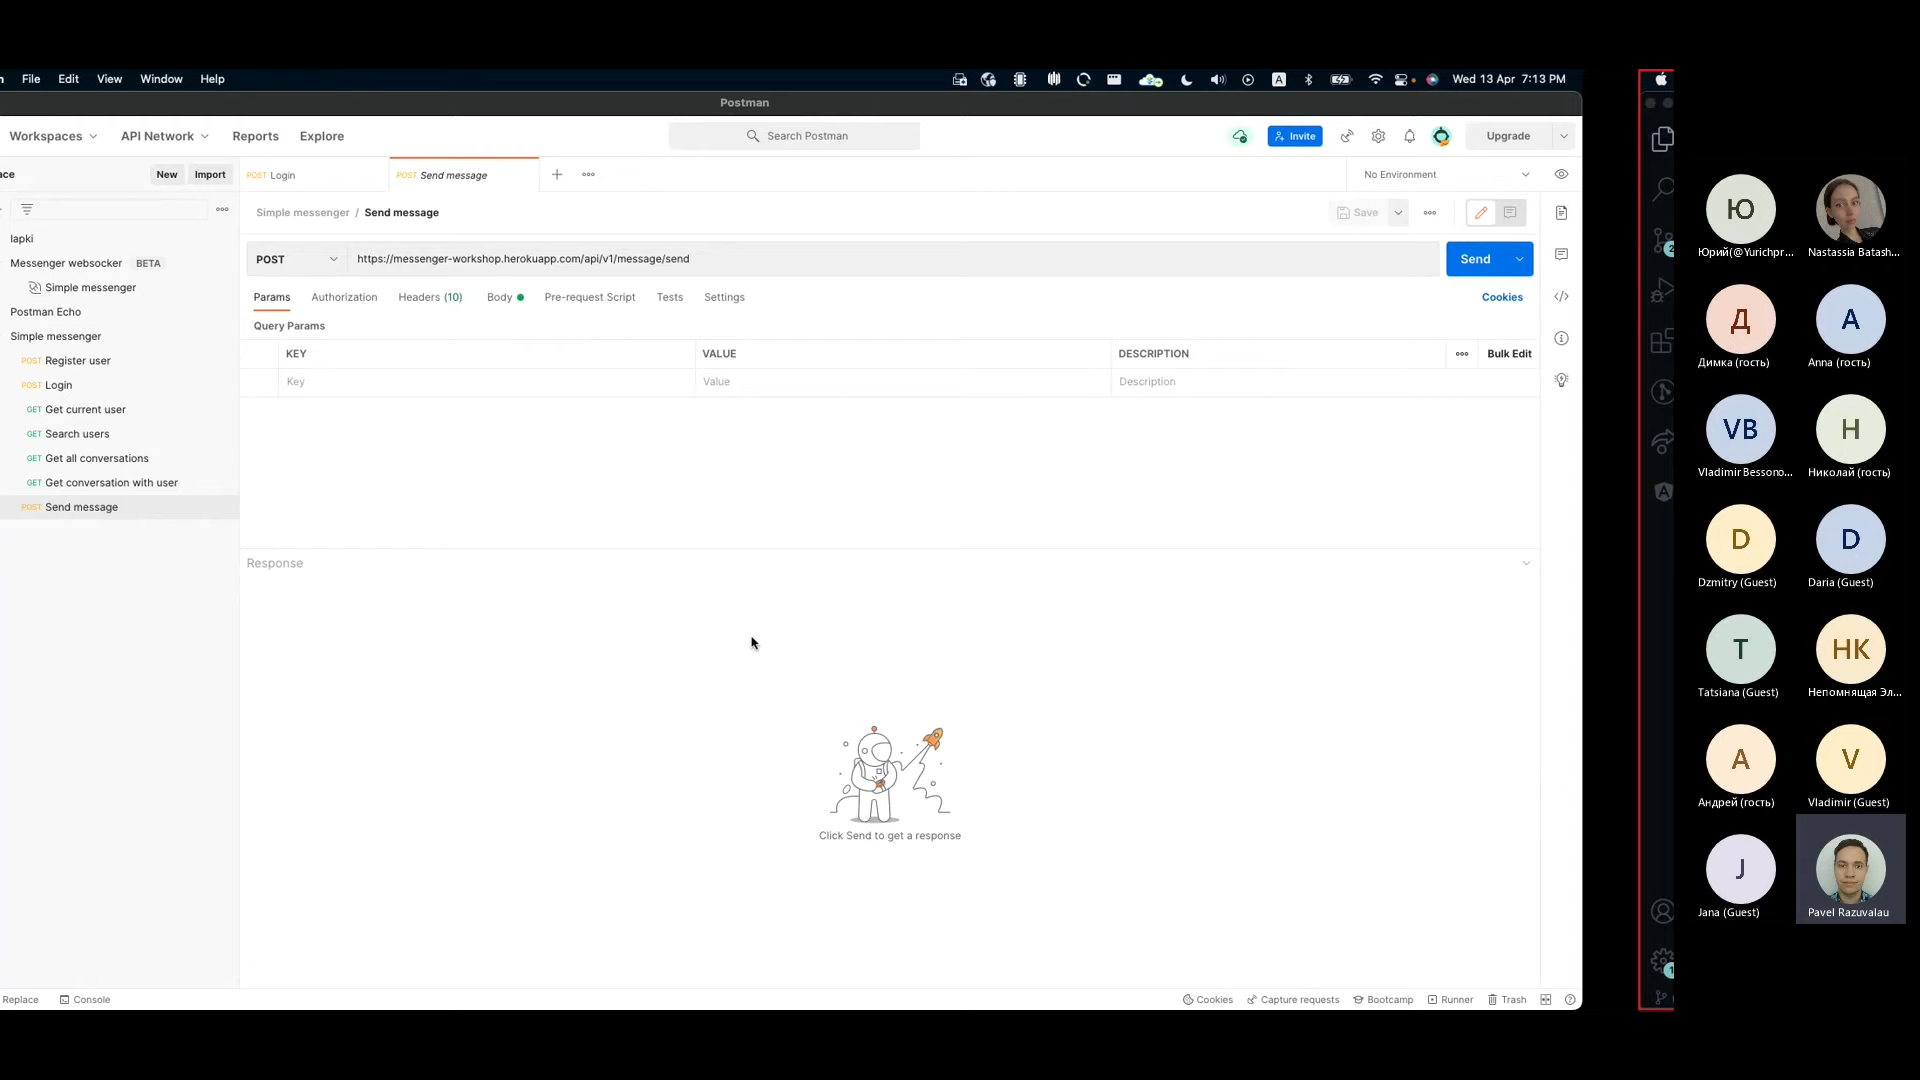 File Edit View Window Help
A
Wed 13 Apr 7:13 PM
Postman
Workspaces
API Network
Reports
Explore
Search Postman
Invite
Upgrade
ace
New
Import
POST Login
POST Send message
No Environment
Simple messenger / Send message
Save
lapki
Messenger websocker BETA
Simple messenger
Postman Echo
Simple messenger
POST Register user
POST Login
GET Get current user
GET Search users
GET Get all conversations
GET Get conversation with user
POST Send message
POST
https://messenger-workshop.herokuapp.com/api/v1/message/send
Send
Params
Authorization
Headers (10)
Body
Pre-request Script
Tests
Settings
Cookies
Query Params
KEY
VALUE
DESCRIPTION
Bulk Edit
Key
Value
Description
Response
Click Send to get a response
Replace
Console
Cookies
Capture requests
Bootcamp
Runner
Trash
2
A
1
Ю
Юрий(@Yurichpr...
Nastassia Batash...
Д
Димка (гость)
A
Anna (гость)
VB
Vladimir Bessono...
Н
Николай (гость)
D
Dzmitry (Guest)
D
Daria (Guest)
T
Tatsiana (Guest)
НК
Непомнящая Эл...
А
Андрей (гость)
V
Vladimir (Guest)
J
Jana (Guest)
Pavel Razuvalau